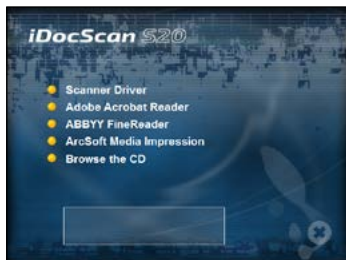 iDocScan S20
Scanner Driver
Adobe Acrobat Reader
ABBYY FineReader
ArcSoft Media Impression
Browse the CD